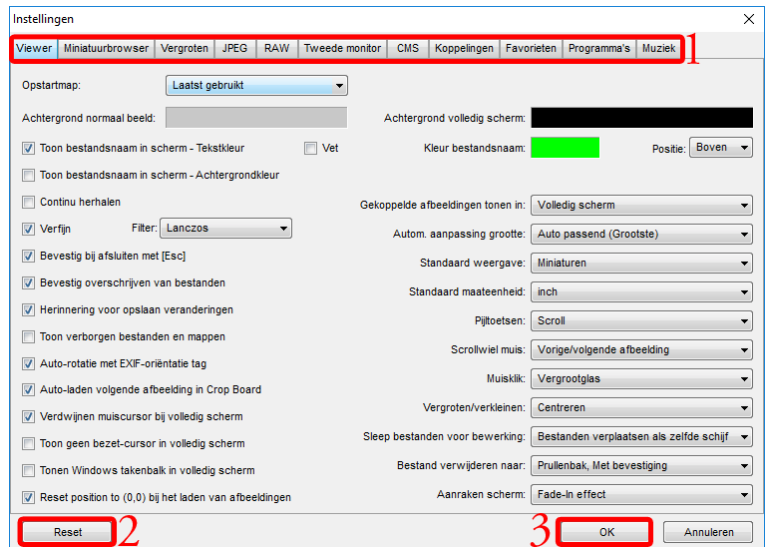 Instellingen
Viewer Miniatuurbrowser Vergroten JPEG RAW Tweede monitor CMS Koppelingen Favorieten Programma's Muziek 1
Opstartmap: Laatst gebruikt
Achtergrond normaal beeld: Achtergrond volledig scherm:
Toon bestandsnaam in scherm - Tekstkleur Vet Kleur bestandsnaam: Positie: Boven
Toon bestandsnaam in scherm - Achtergrondkleur
Continu herhalen Gekoppelde afbeeldingen tonen in: Volledig scherm
Verfijn Filter: Lanczos Autom. aanpassing grootte: Auto passend (Grootste)
Bevestig bij afsluiten met [Esc] Standaard weergave: Miniaturen
Bevestig overschrijven van bestanden Standaard maateenheid: inch
Herinnering voor opslaan veranderingen Pijltoetsen: Scroll
Toon verborgen bestanden en mappen Scrollwiel muis: Vorige/volgende afbeelding
Auto-rotatie met EXIF-oriëntatie tag Muisklik: Vergrootglas
Auto-laden volgende afbeelding in Crop Board Vergroten/verkleinen: Centreren
Verdwijnen muiscursor bij volledig scherm
Toon geen bezet-cursor in volledig scherm Sleep bestanden voor bewerking: Bestanden verplaatsen als zelfde schijf
Tonen Windows takenbalk in volledig scherm Bestand verwijderen naar: Prullenbak, Met bevestiging
Reset position to (0,0) bij het laden van afbeeldingen Aanraken scherm: Fade-In effect
Reset 2 3 OK Annuleren